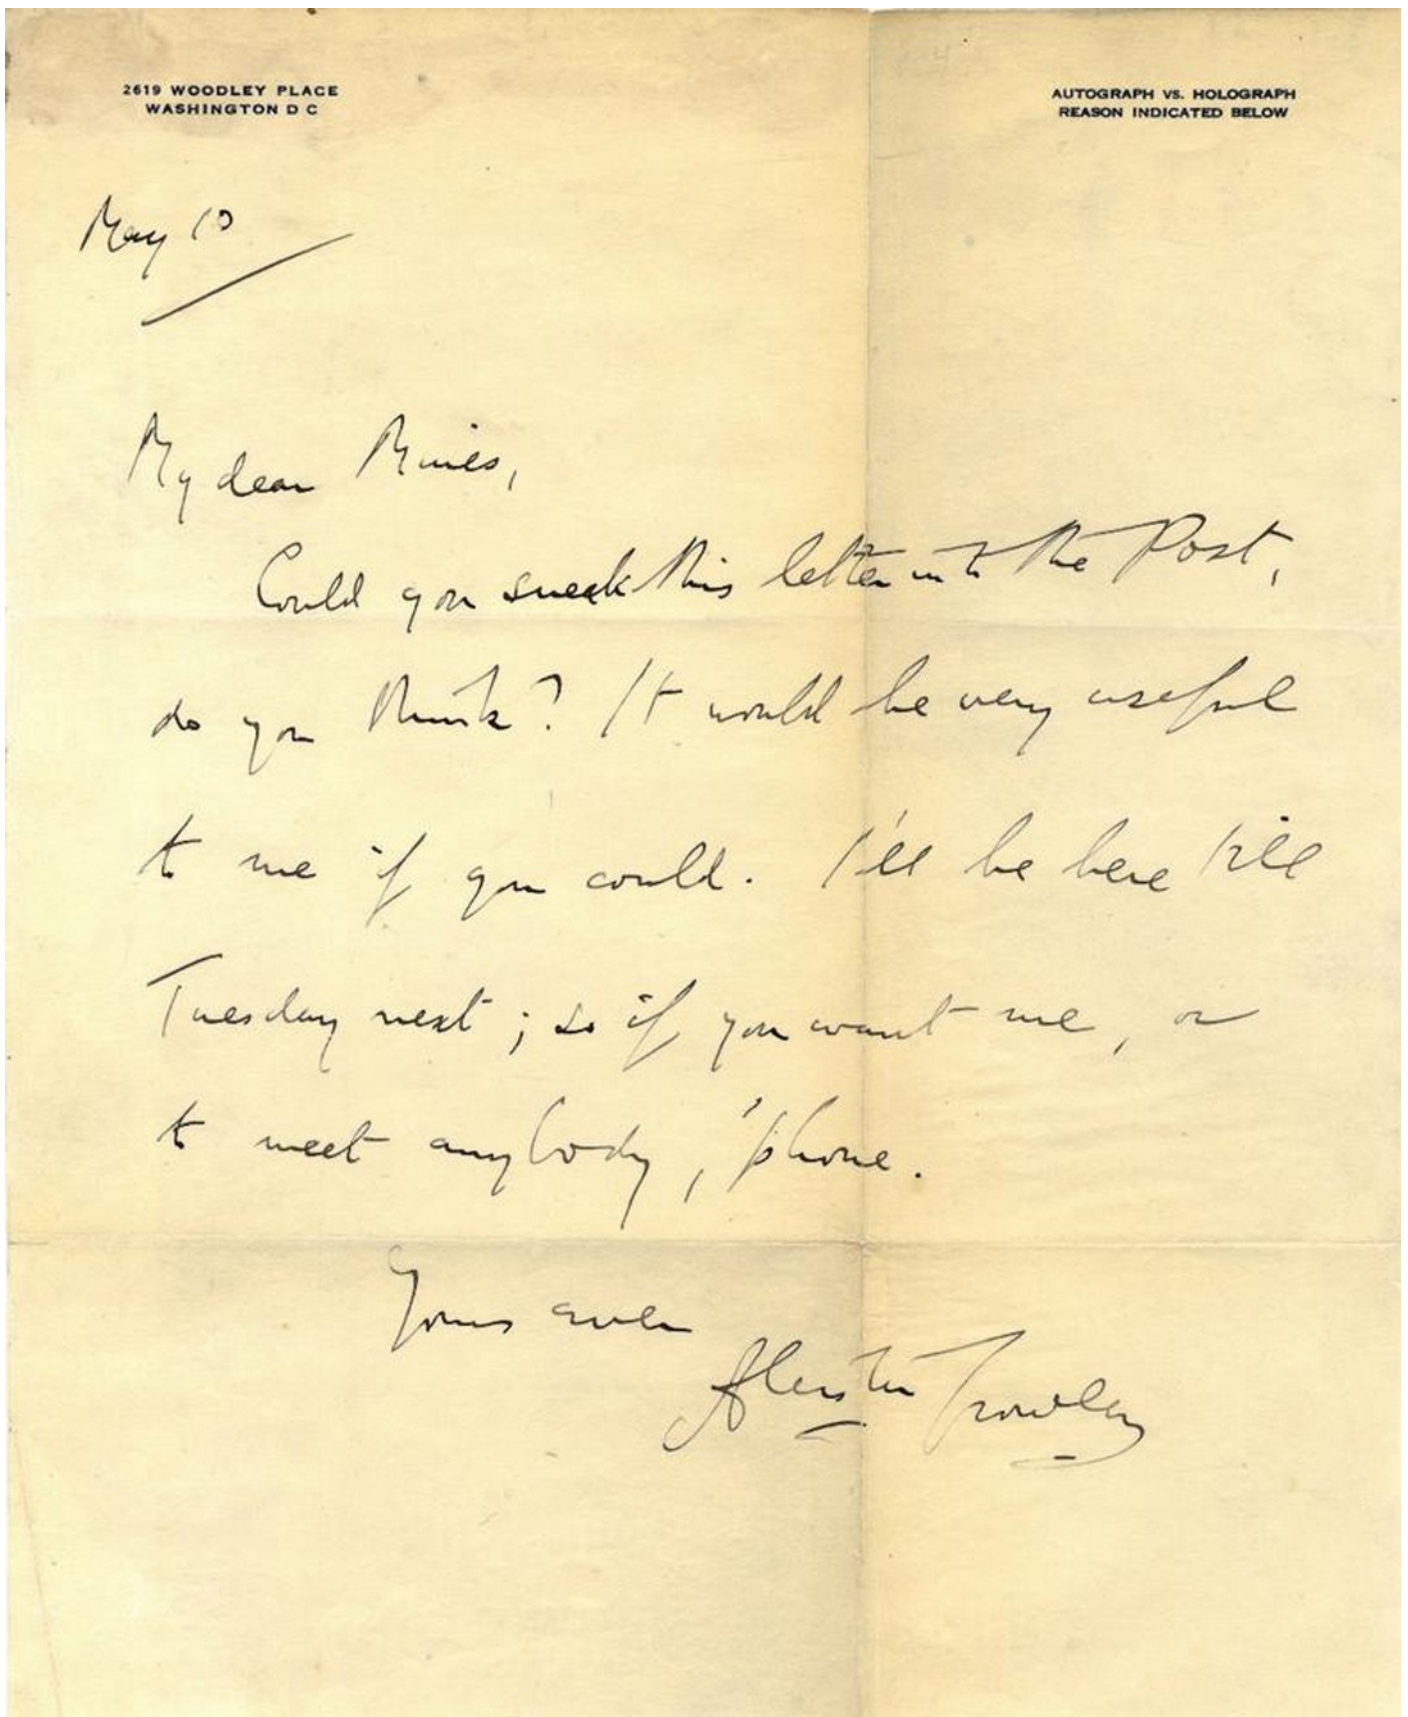 2619 WOODLEY PLACE
WASHINGTON D C
AUTOGRAPH VS. HOLOGRAPH
REASON INDICATED BELOW
May 10
My dear
Could you sneak this letter into the Post,
do you think? It would be very useful
to me if you could. I'll be here till
Tuesday next; so if you want me, or
to meet anybody, 'phone.
Yours ever
Aleister Crowley